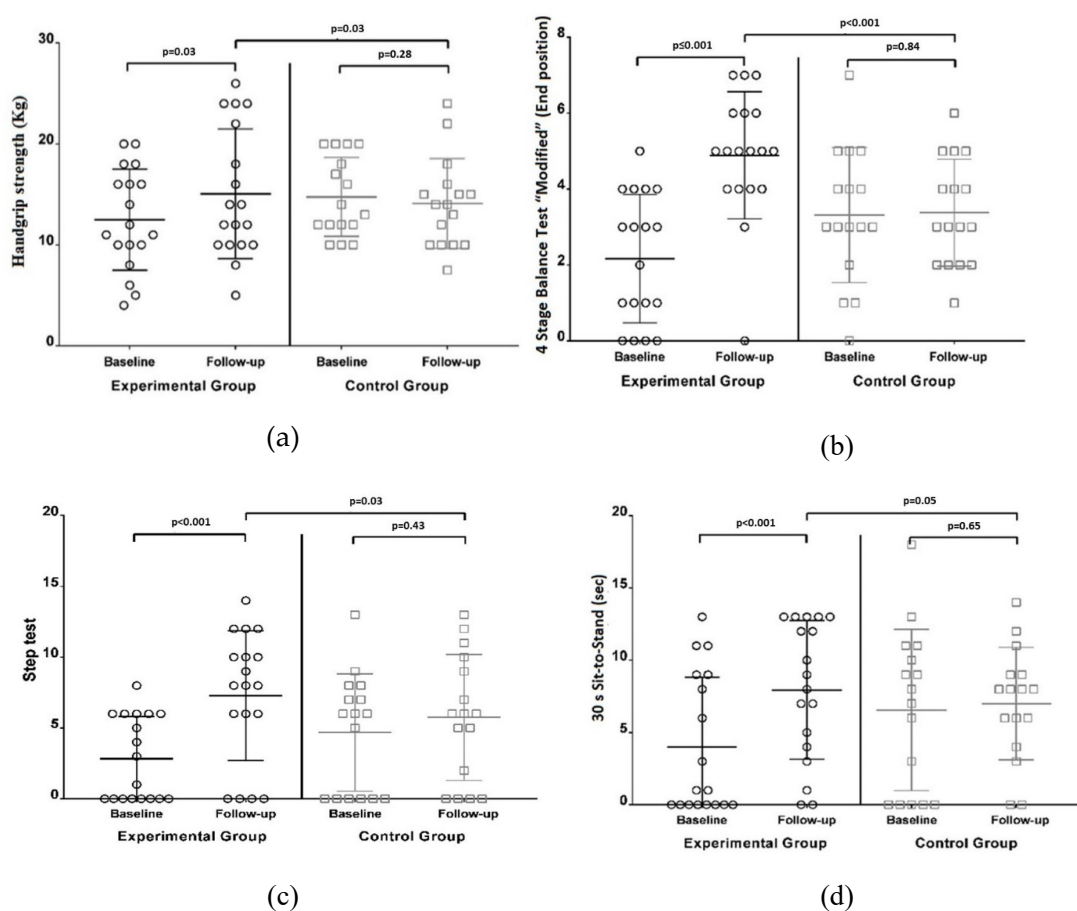 p=0.03
p=0.03
p=0.28
Handgrip strength (Kg)
30
20
10
0
Baseline Follow-up Baseline Follow-up
Experimental Group Control Group
(a)
p<0.001
p≤0.001
p=0.84
4 Stage Balance Test "Modified" (End position)
8
6
4
2
0
Baseline Follow-up Baseline Follow-up
Experimental Group Control Group
(b)
p=0.03
p<0.001
p=0.43
Step test
20
15
10
5
0
Baseline Follow-up Baseline Follow-up
Experimental Group Control Group
(c)
p=0.05
p<0.001
p=0.65
30 s Sit-to-Stand (sec)
20
15
10
5
0
Baseline Follow-up Baseline Follow-up
Experimental Group Control Group
(d)